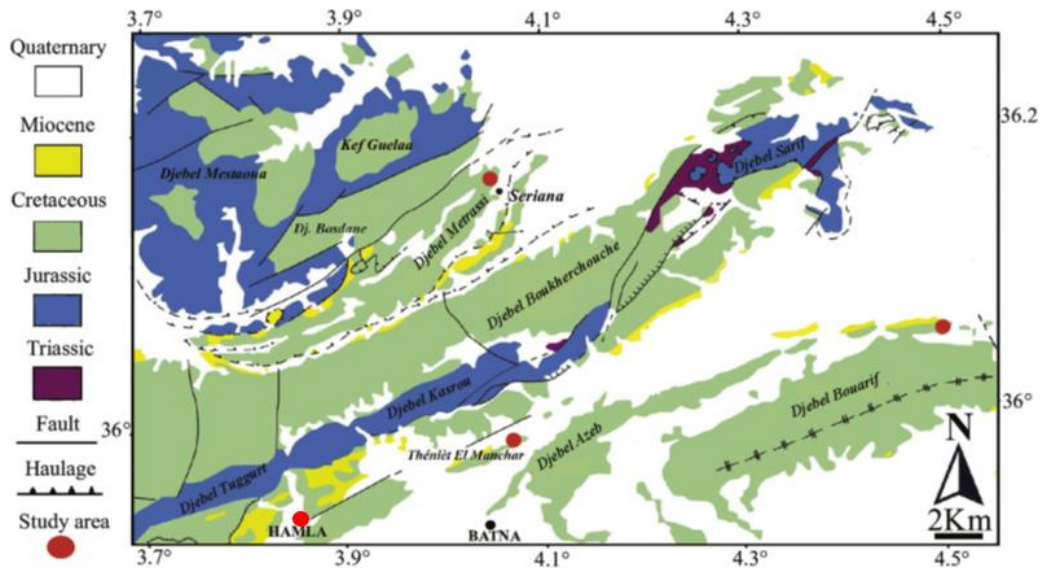 3.7° 3.9° 4.1° 4.3° 4.5°
Quaternary
Miocene
Cretaceous
Jurassic
Triassic
Fault
Haulage
Study area
36.2
36°
36°
Kef Guelaa
Djebel Mestaoua
Dj. Bosdane
Djebel Metrassi
Seriana
Djebel Sarif
Djebel Boukherchouche
Djebel Kasrou
Djebel Tuggurt
Thénlèt El Manchar
Djebel Azeb
Djebel Bouarif
HAMLA
BATNA
N
2Km
3.7° 3.9° 4.1° 4.3° 4.5°